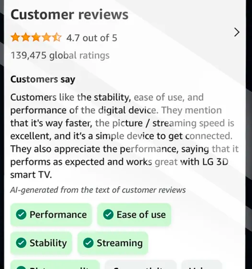 Customer reviews
4.7 out of 5
139,475 global ratings
Customers say
Customers like the stability, ease of use, and
performance of the digital device. They mention
that it's way faster, the picture / streaming speed is
excellent, and it's a simple device to get connected.
They also appreciate the performance, saying that it
performs as expected and works great with LG 3D
smart TV.
AI-generated from the text of customer reviews
Performance Ease of use
Stability Streaming